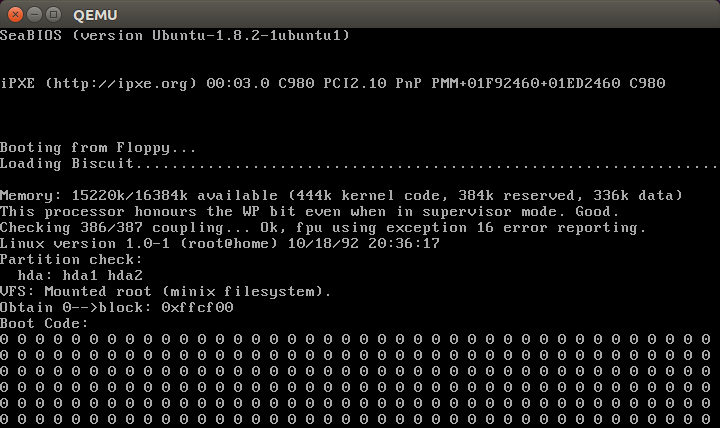 QEMU
SeaBIOS (version Ubuntu-1.8.2-1ubuntu1)
iPXE (http://ipxe.org) 00:03.0 C980 PCI2.10 PnP PMM+01F92460+01ED2460 C980
Booting from Floppy...
Loading Biscuit.................................................................
Memory: 15220k/16384k available (444k kernel code, 384k reserved, 336k data)
This processor honours the WP bit even when in supervisor mode. Good.
Checking 386/387 coupling... Ok, fpu using exception 16 error reporting.
Linux version 1.0-1 (root@home) 10/18/92 20:36:17
Partition check:
hda: hda1 hda2
VFS: Mounted root (minix filesystem).
Obtain 0-->block: 0xffcf00
Boot Code:
0 0 0 0 0 0 0 0 0 0 0 0 0 0 0 0 0 0 0 0 0 0 0 0 0 0 0 0 0 0 0 0 0 0 0 0 0 0 0 0
0 0 0 0 0 0 0 0 0 0 0 0 0 0 0 0 0 0 0 0 0 0 0 0 0 0 0 0 0 0 0 0 0 0 0 0 0 0 0 0
0 0 0 0 0 0 0 0 0 0 0 0 0 0 0 0 0 0 0 0 0 0 0 0 0 0 0 0 0 0 0 0 0 0 0 0 0 0 0 0
0 0 0 0 0 0 0 0 0 0 0 0 0 0 0 0 0 0 0 0 0 0 0 0 0 0 0 0 0 0 0 0 0 0 0 0 0 0 0 0
0 0 0 0 0 0 0 0 0 0 0 0 0 0 0 0 0 0 0 0 0 0 0 0 0 0 0 0 0 0 0 0 0 0 0 0 0 0 0 0
0 0 0 0 0 0 0 0 0 0 0 0 0 0 0 0 0 0 0 0 0 0 0 0 0 0 0 0 0 0 0 0 0 0 0 0 0 0 0 0